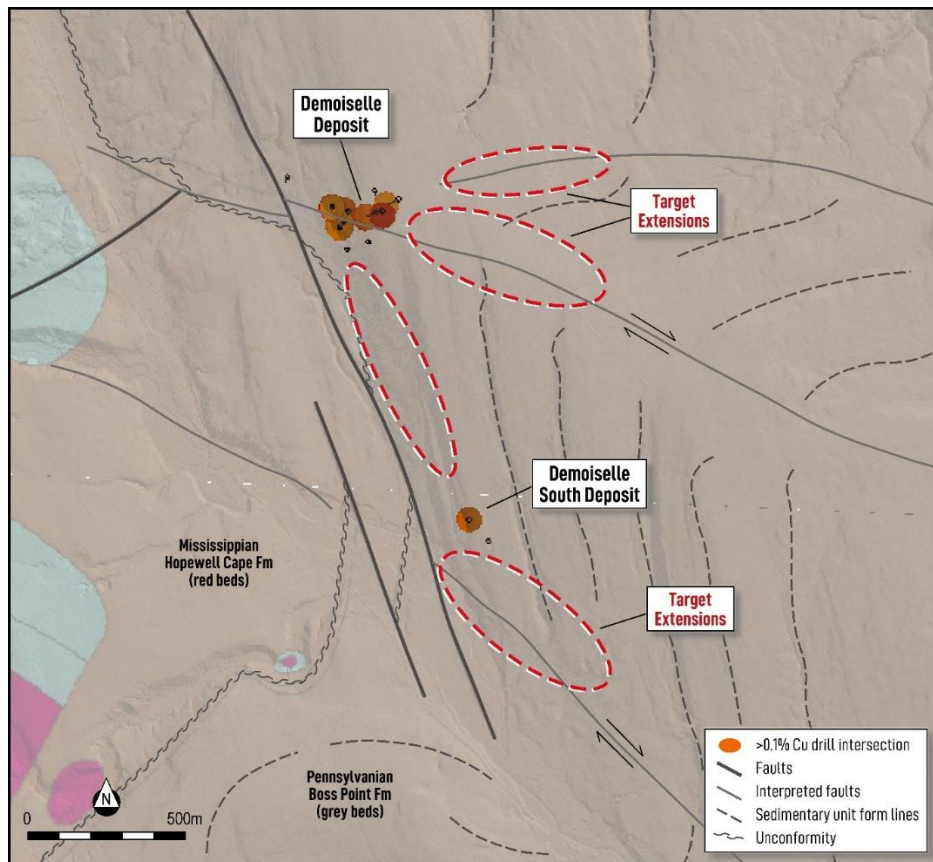 Demoiselle
Deposit
Target
Extensions
Demoiselle
South Deposit
Mississippian
Hopewell Cape Fm
(red beds)
Target
Extensions
Pennsylvanian
Boss Point Fm
(grey beds)
N
0
500m
>0.1% Cu drill intersection
Faults
Interpreted faults
Sedimentary unit form lines
Unconformity